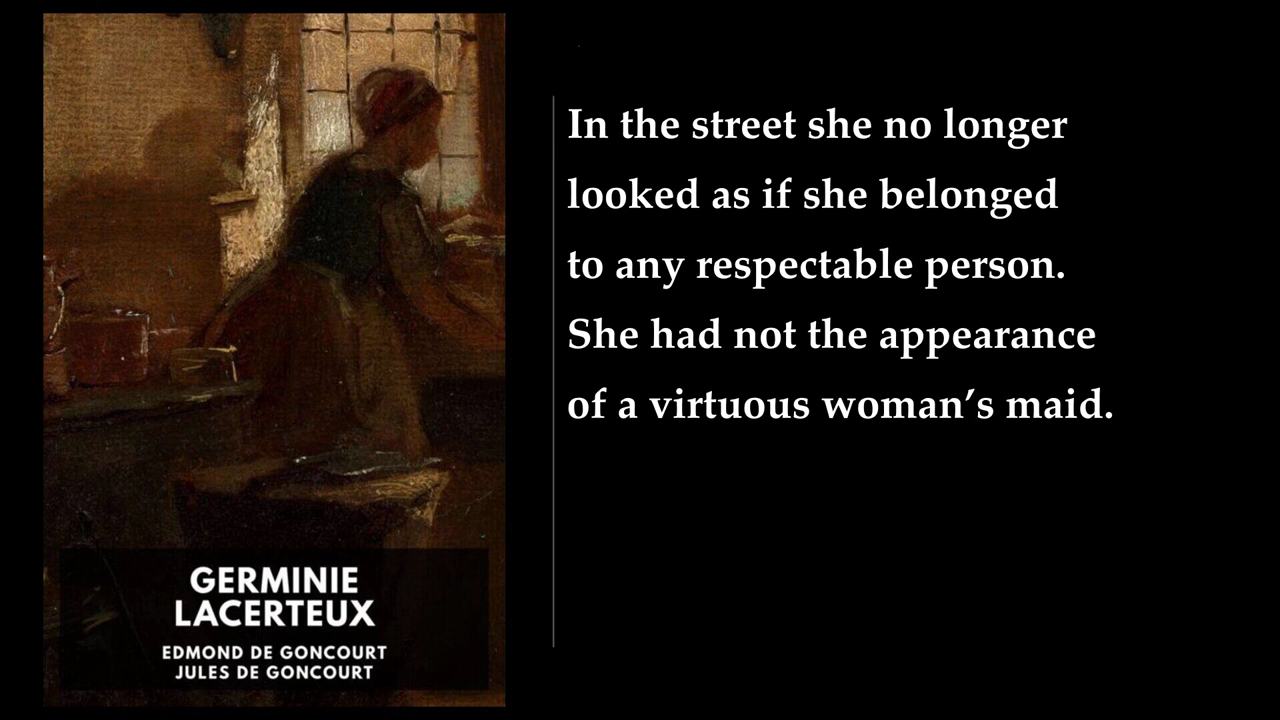 GERMINIE
LACERTEUX
EDMOND DE GONCOURT
JULES DE GONCOURT
In the street she no longer
looked as if she belonged
to any respectable person.
She had not the appearance
of a virtuous woman’s maid.